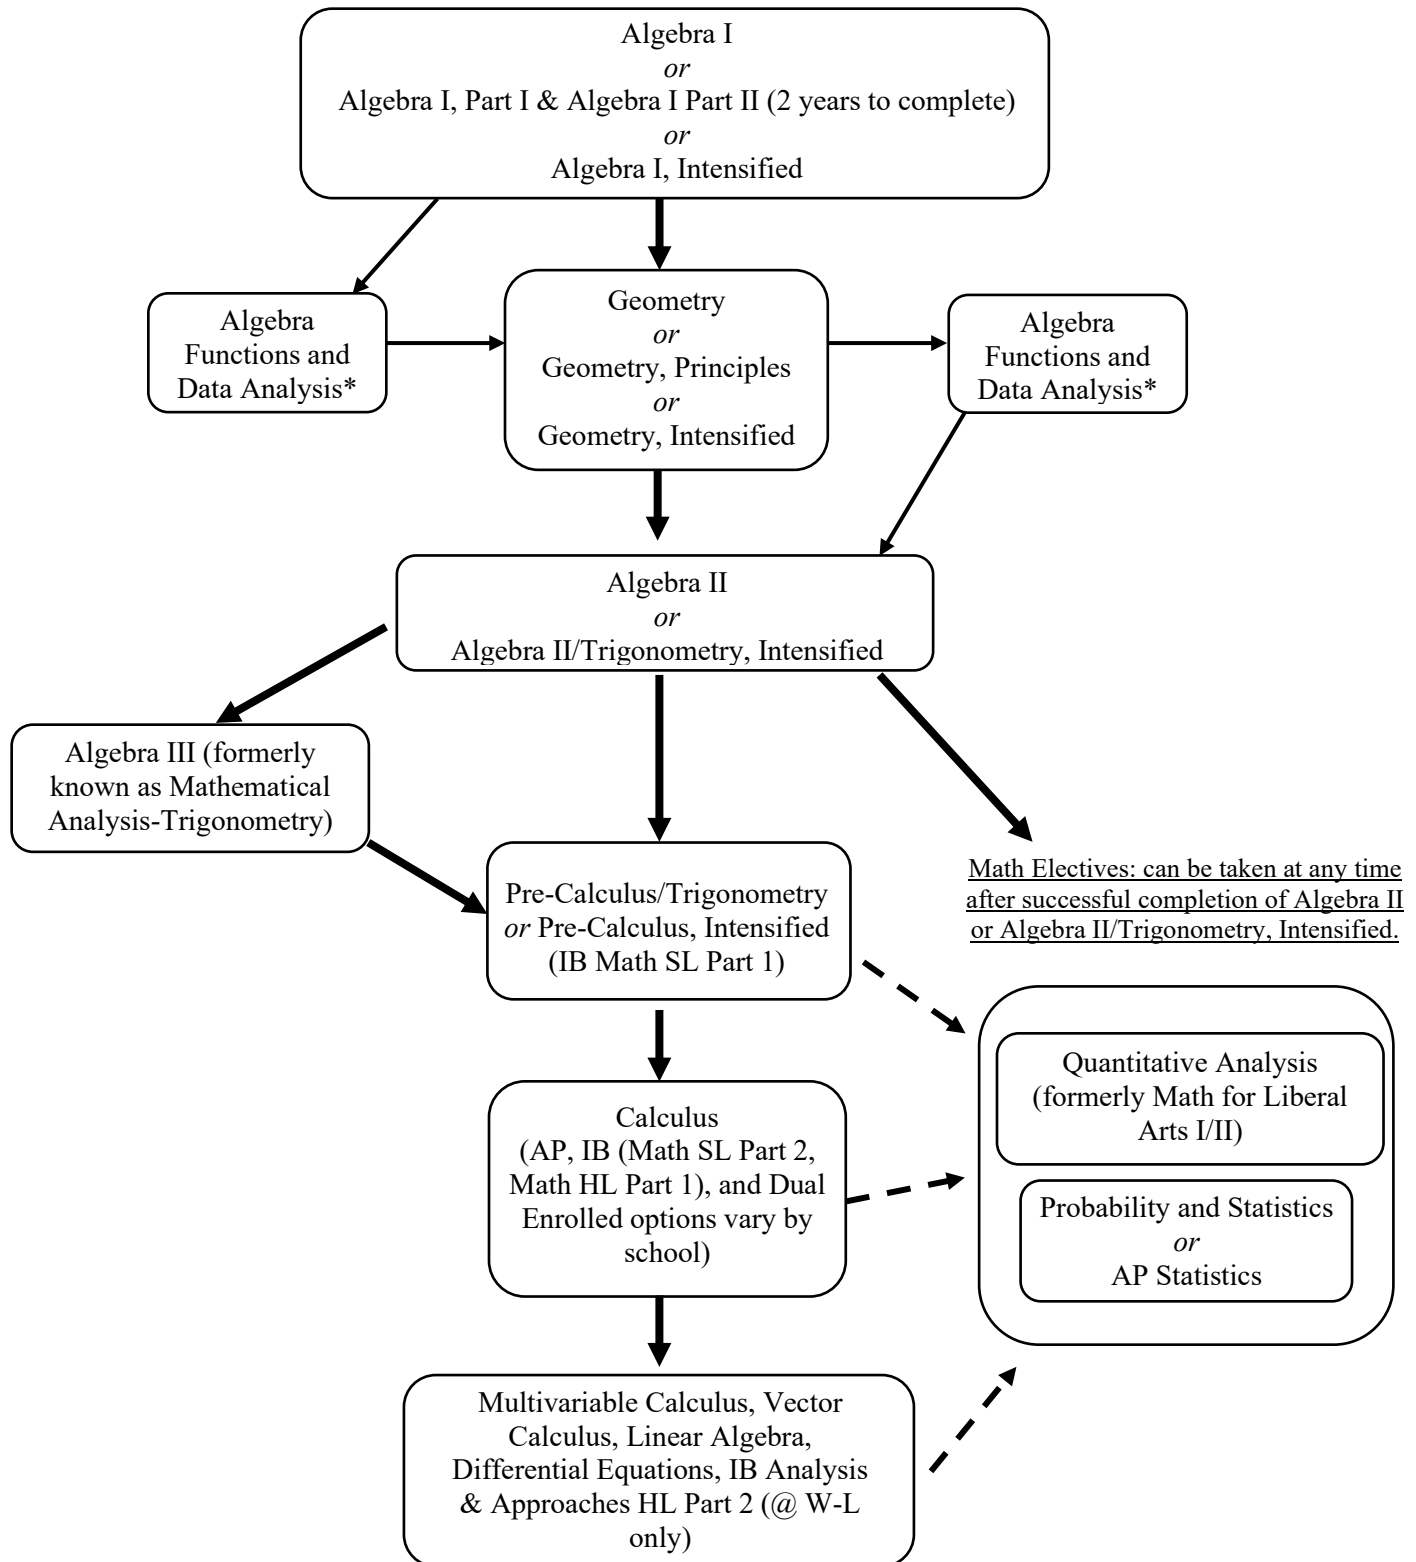 Algebra I
or
Algebra I, Part I & Algebra I Part II (2 years to complete)
or
Algebra I, Intensified
Algebra
Functions and
Data Analysis*
Geometry
or
Geometry, Principles
or
Geometry, Intensified
Algebra
Functions and
Data Analysis*
Algebra II
or
Algebra II/Trigonometry, Intensified
Algebra III (formerly
known as Mathematical
Analysis-Trigonometry)
Pre-Calculus/Trigonometry
or Pre-Calculus, Intensified
(IB Math SL Part 1)
Math Electives: can be taken at any time
after successful completion of Algebra II
or Algebra II/Trigonometry, Intensified.
Quantitative Analysis
(formerly Math for Liberal
Arts I/II)
Probability and Statistics
or
AP Statistics
Calculus
(AP, IB (Math SL Part 2,
Math HL Part 1), and Dual
Enrolled options vary by
school)
Multivariable Calculus, Vector
Calculus, Linear Algebra,
Differential Equations, IB Analysis
& Approaches HL Part 2 (@ W-L
only)